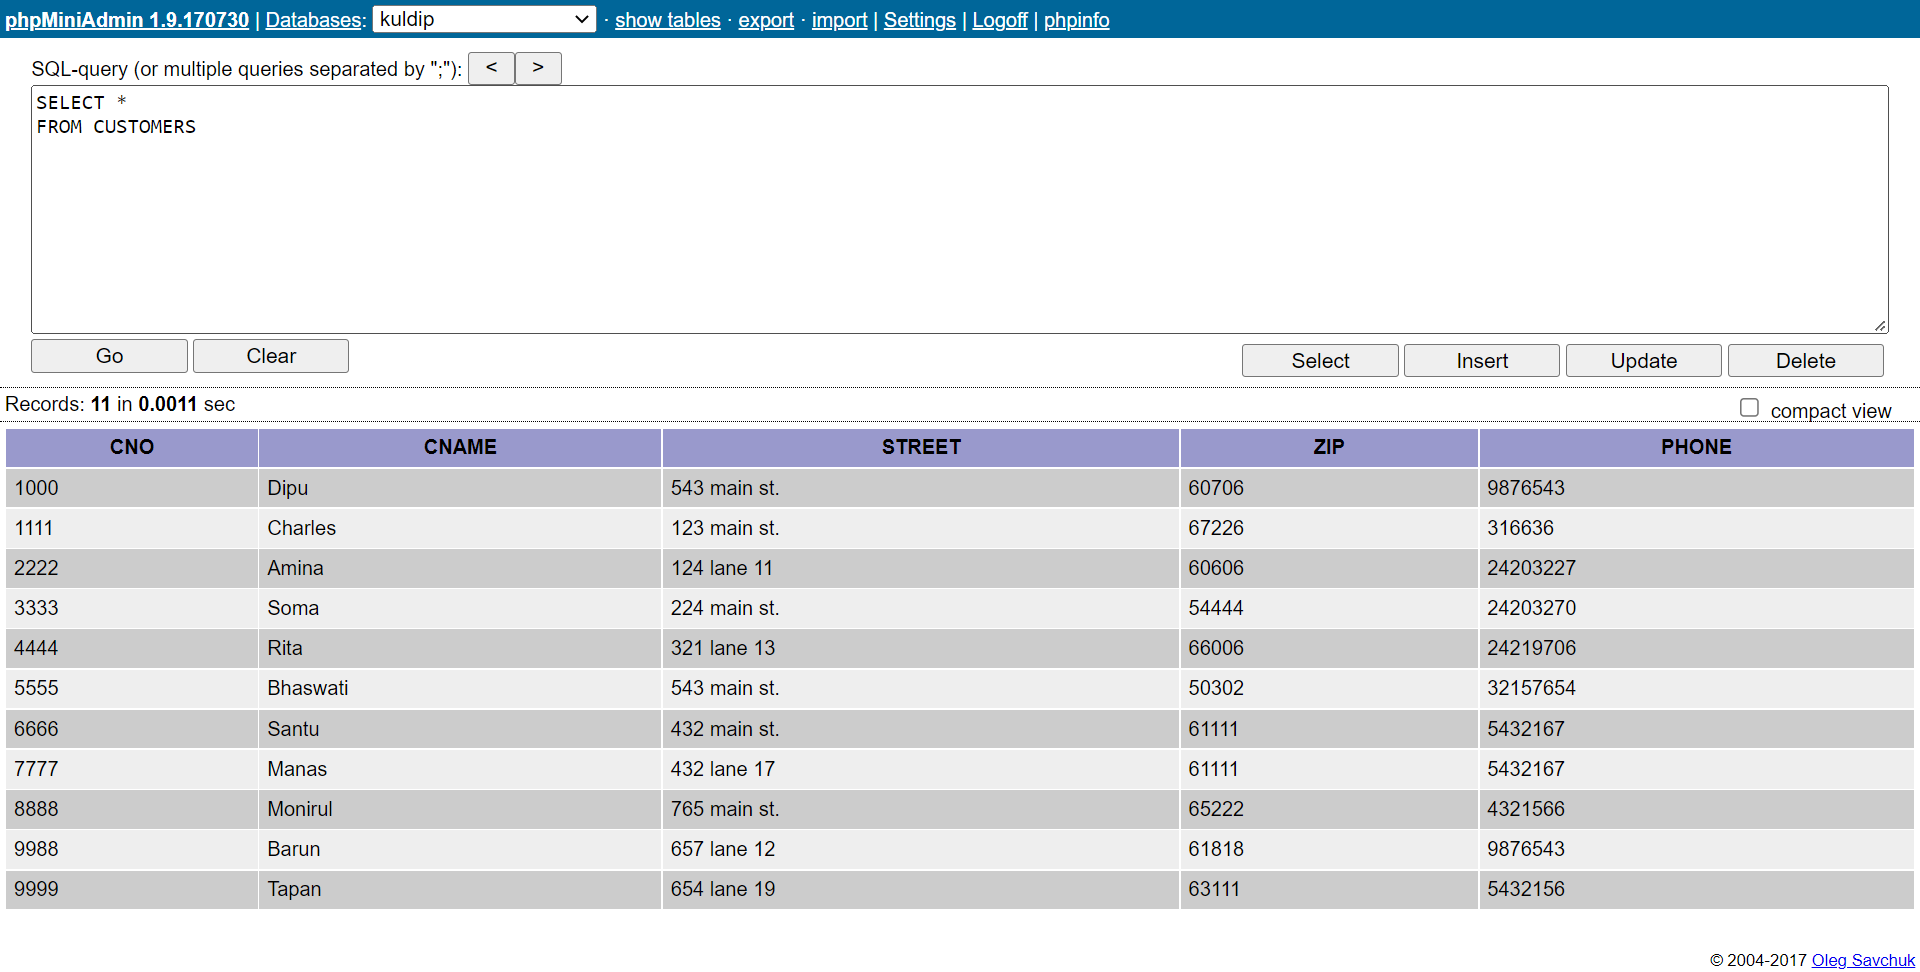 phpMiniAdmin 1.9.170730 | Databases: kuldip · show tables · export · import | Settings | Logoff | phpinfo
SQL-query (or multiple queries separated by ";"): < >
SELECT *
FROM CUSTOMERS
Go Clear Select Insert Update Delete
Records: 11 in 0.0011 sec compact view
CNO CNAME STREET ZIP PHONE
1000 Dipu 543 main st. 60706 9876543
1111 Charles 123 main st. 67226 316636
2222 Amina 124 lane 11 60606 24203227
3333 Soma 224 main st. 54444 24203270
4444 Rita 321 lane 13 66006 24219706
5555 Bhaswati 543 main st. 50302 32157654
6666 Santu 432 main st. 61111 5432167
7777 Manas 432 lane 17 61111 5432167
8888 Monirul 765 main st. 65222 4321566
9988 Barun 657 lane 12 61818 9876543
9999 Tapan 654 lane 19 63111 5432156
© 2004-2017 Oleg Savchuk